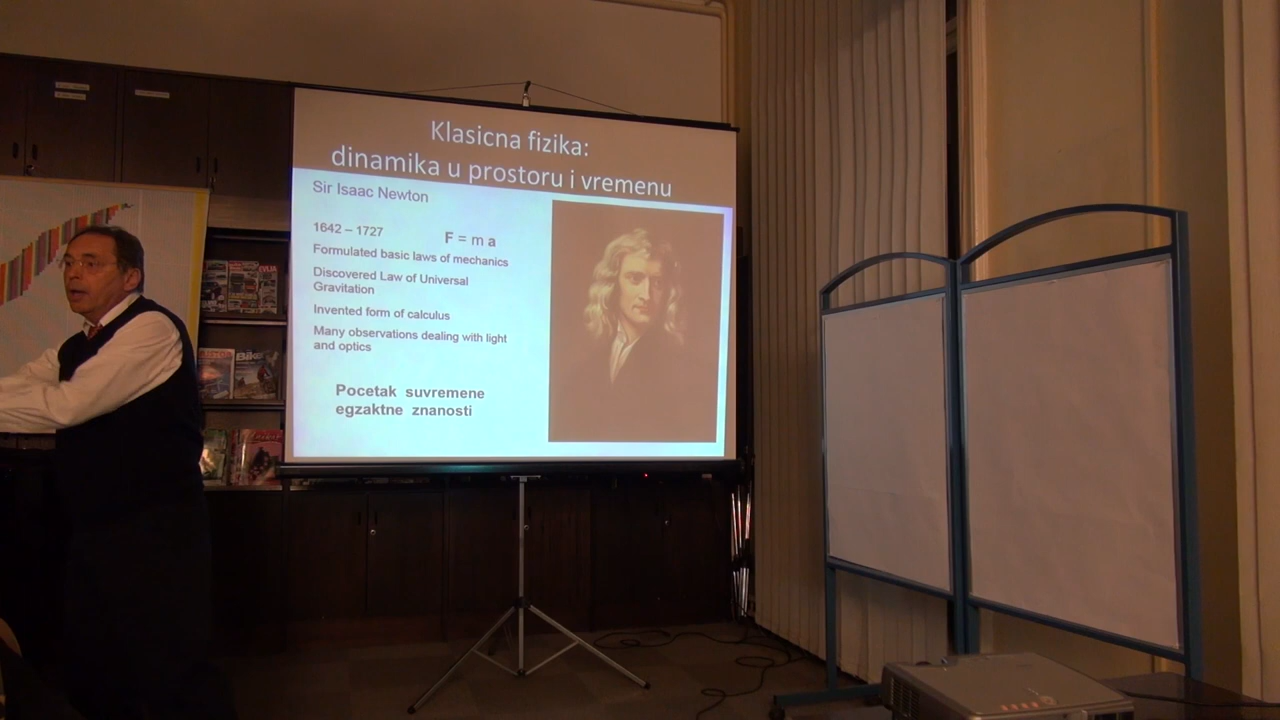 Klasicna fizika:
dinamika u prostoru i vremenu
Sir Isaac Newton
1642 – 1727
F = m a
Formulated basic laws of mechanics
Discovered Law of Universal
Gravitation
Invented form of calculus
Many observations dealing with light
and optics
Pocetak suvremene
egzaktne znanosti
Bike